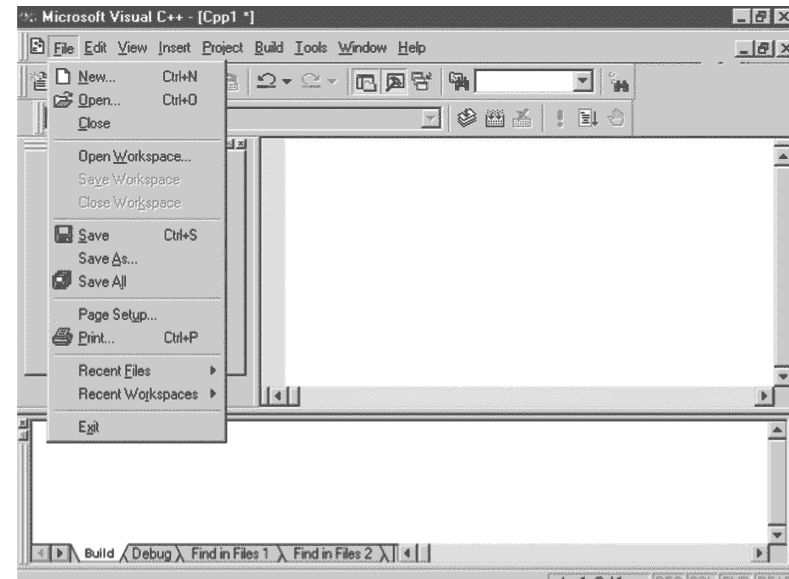 Microsoft Visual C++ - [Cpp1 *]
File Edit View Insert Project Build Tools Window Help
New... Ctrl+N
Open... Ctrl+O
Close
Open Workspace...
Save Workspace
Close Workspace
Save Ctrl+S
Save As...
Save All
Page Setup...
Print... Ctrl+P
Recent Files
Recent Workspaces
Exit
Build Debug Find in Files 1 Find in Files 2